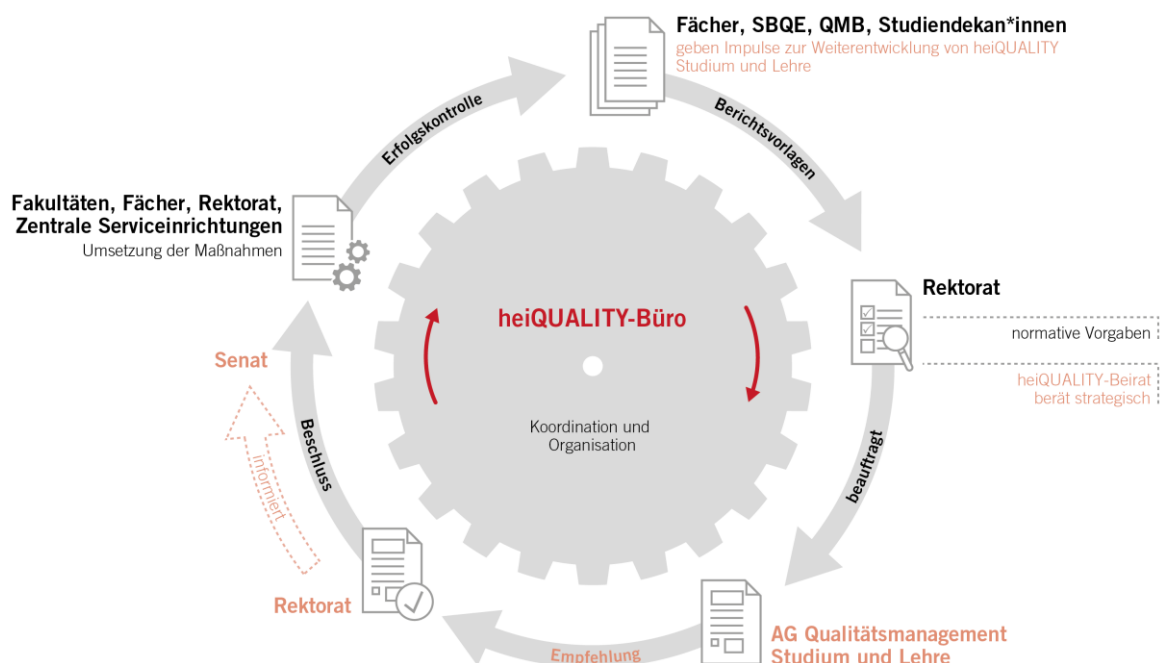 Fächer, SBQE, QMB, Studiendekan*innen
geben Impulse zur Weiterentwicklung von heiQUALITY
Studium und Lehre
Berichtsvorlagen
Rektorat
normative Vorgaben
heiQUALITY-Beirat
berät strategisch
beauftragt
AG Qualitätsmanagement
Studium und Lehre
Empfehlung
Rektorat
informiert
Senat
Beschluss
Fakultäten, Fächer, Rektorat,
Zentrale Serviceinrichtungen
Umsetzung der Maßnahmen
Erfolgskontrolle
heiQUALITY-Büro
Koordination und
Organisation